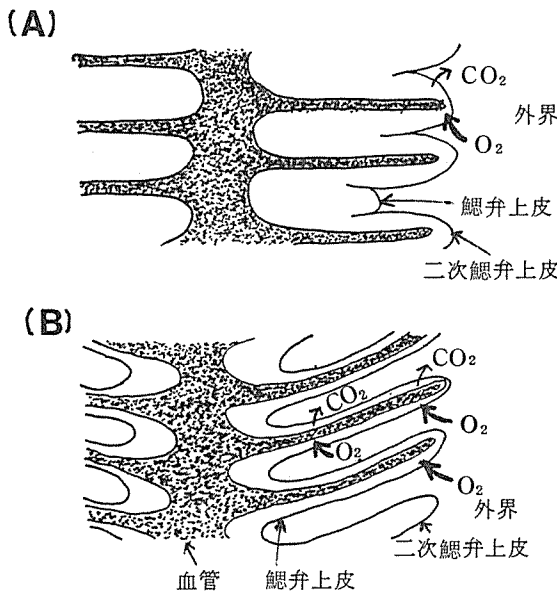 (A)
CO₂
外界
O₂
鰓弁上皮
二次鰓弁上皮
(B)
CO₂
CO₂
O₂
O₂
O₂
外界
二次鰓弁上皮
血管
鰓弁上皮